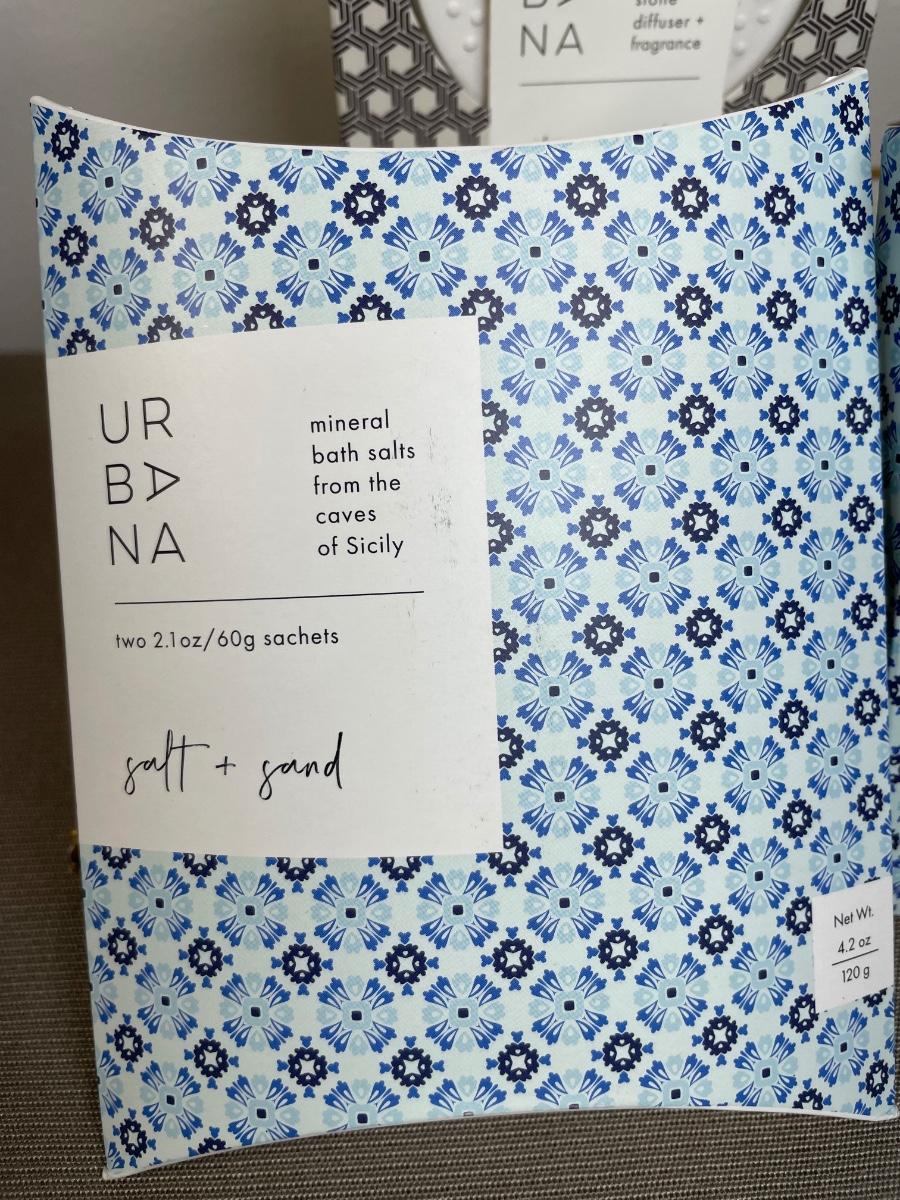 NA
diffuser +
fragrance
UR
BA
NA
mineral
bath salts
from the
caves
of Sicily
two 2.1oz/60g sachets
salt + sand
Net Wt.
4.2 oz
120 g